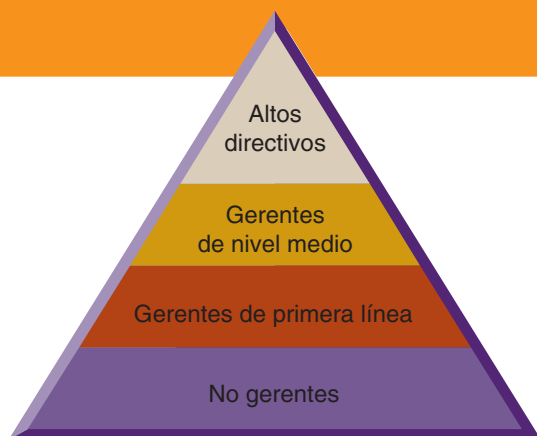 Altos
directivos
Gerentes
de nivel medio
Gerentes de primera línea
No gerentes